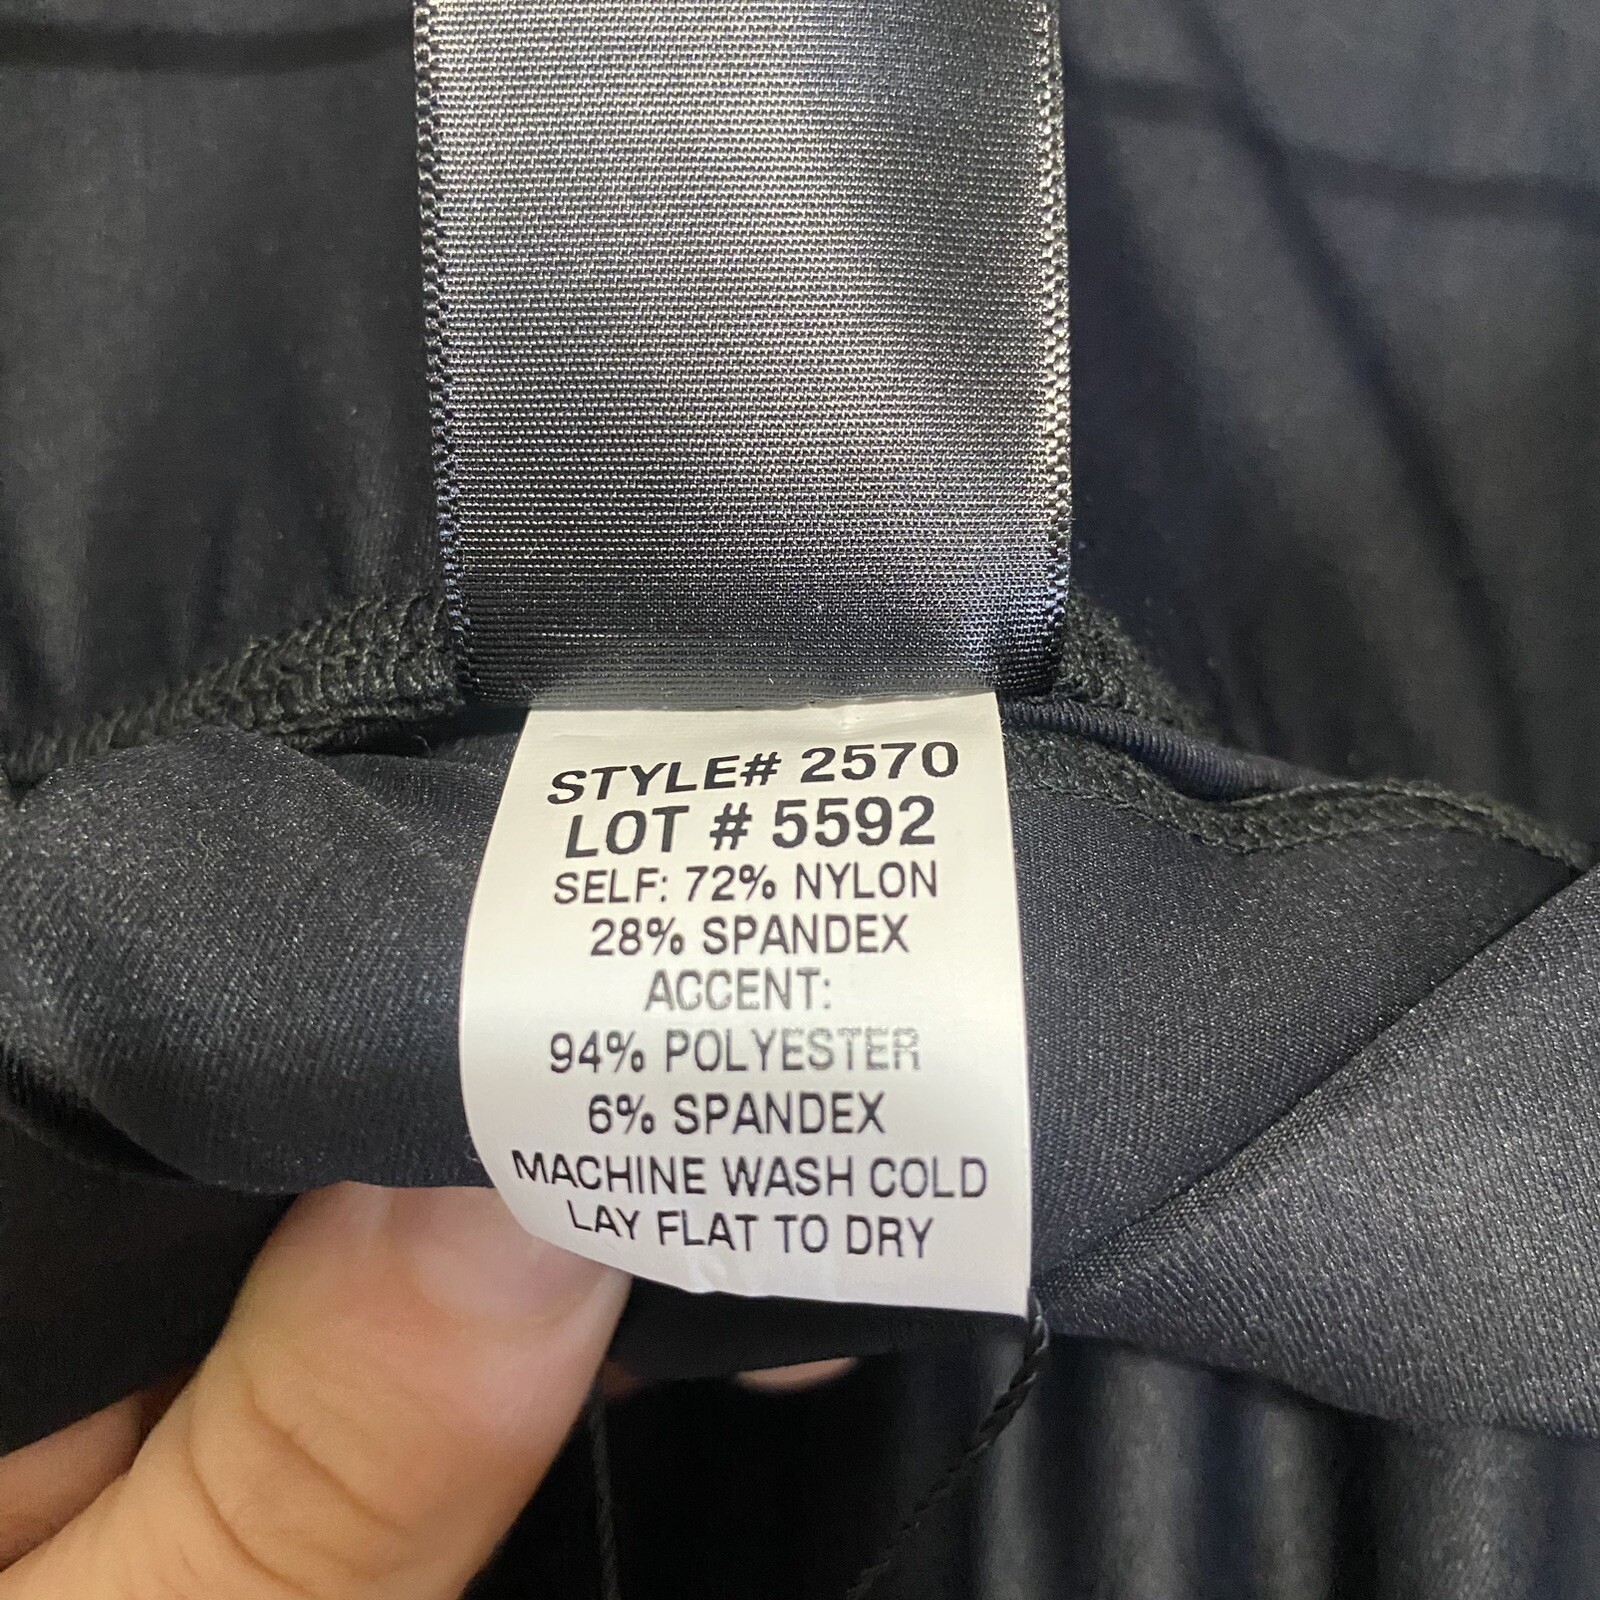 STYLE# 2570
LOT # 5592
SELF: 72% NYLON
28% SPANDEX
ACCENT:
94% POLYESTER
6% SPANDEX
MACHINE WASH COLD
LAY FLAT TO DRY